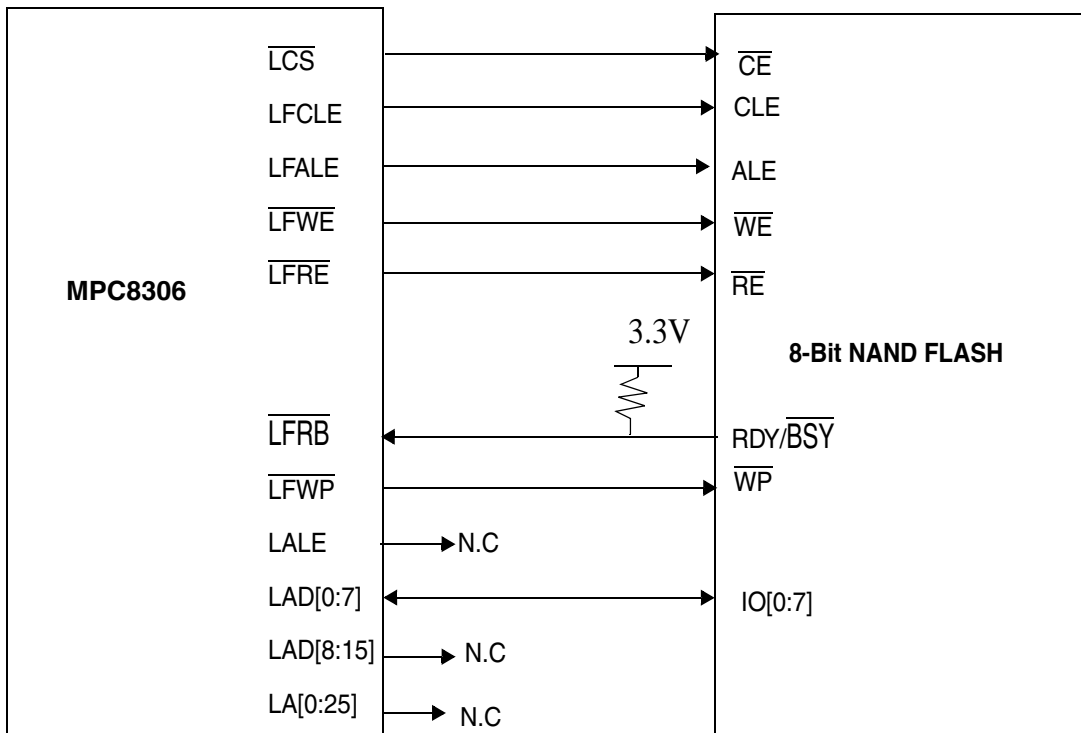 LCS
CE
LFCLE
CLE
LFALE
ALE
LFWE
WE
LFRE
RE
MPC8306
3.3V
8-Bit NAND FLASH
LFRB
RDY/BSY
LFWP
WP
LALE
N.C
LAD[0:7]
IO[0:7]
LAD[8:15]
N.C
LA[0:25]
N.C